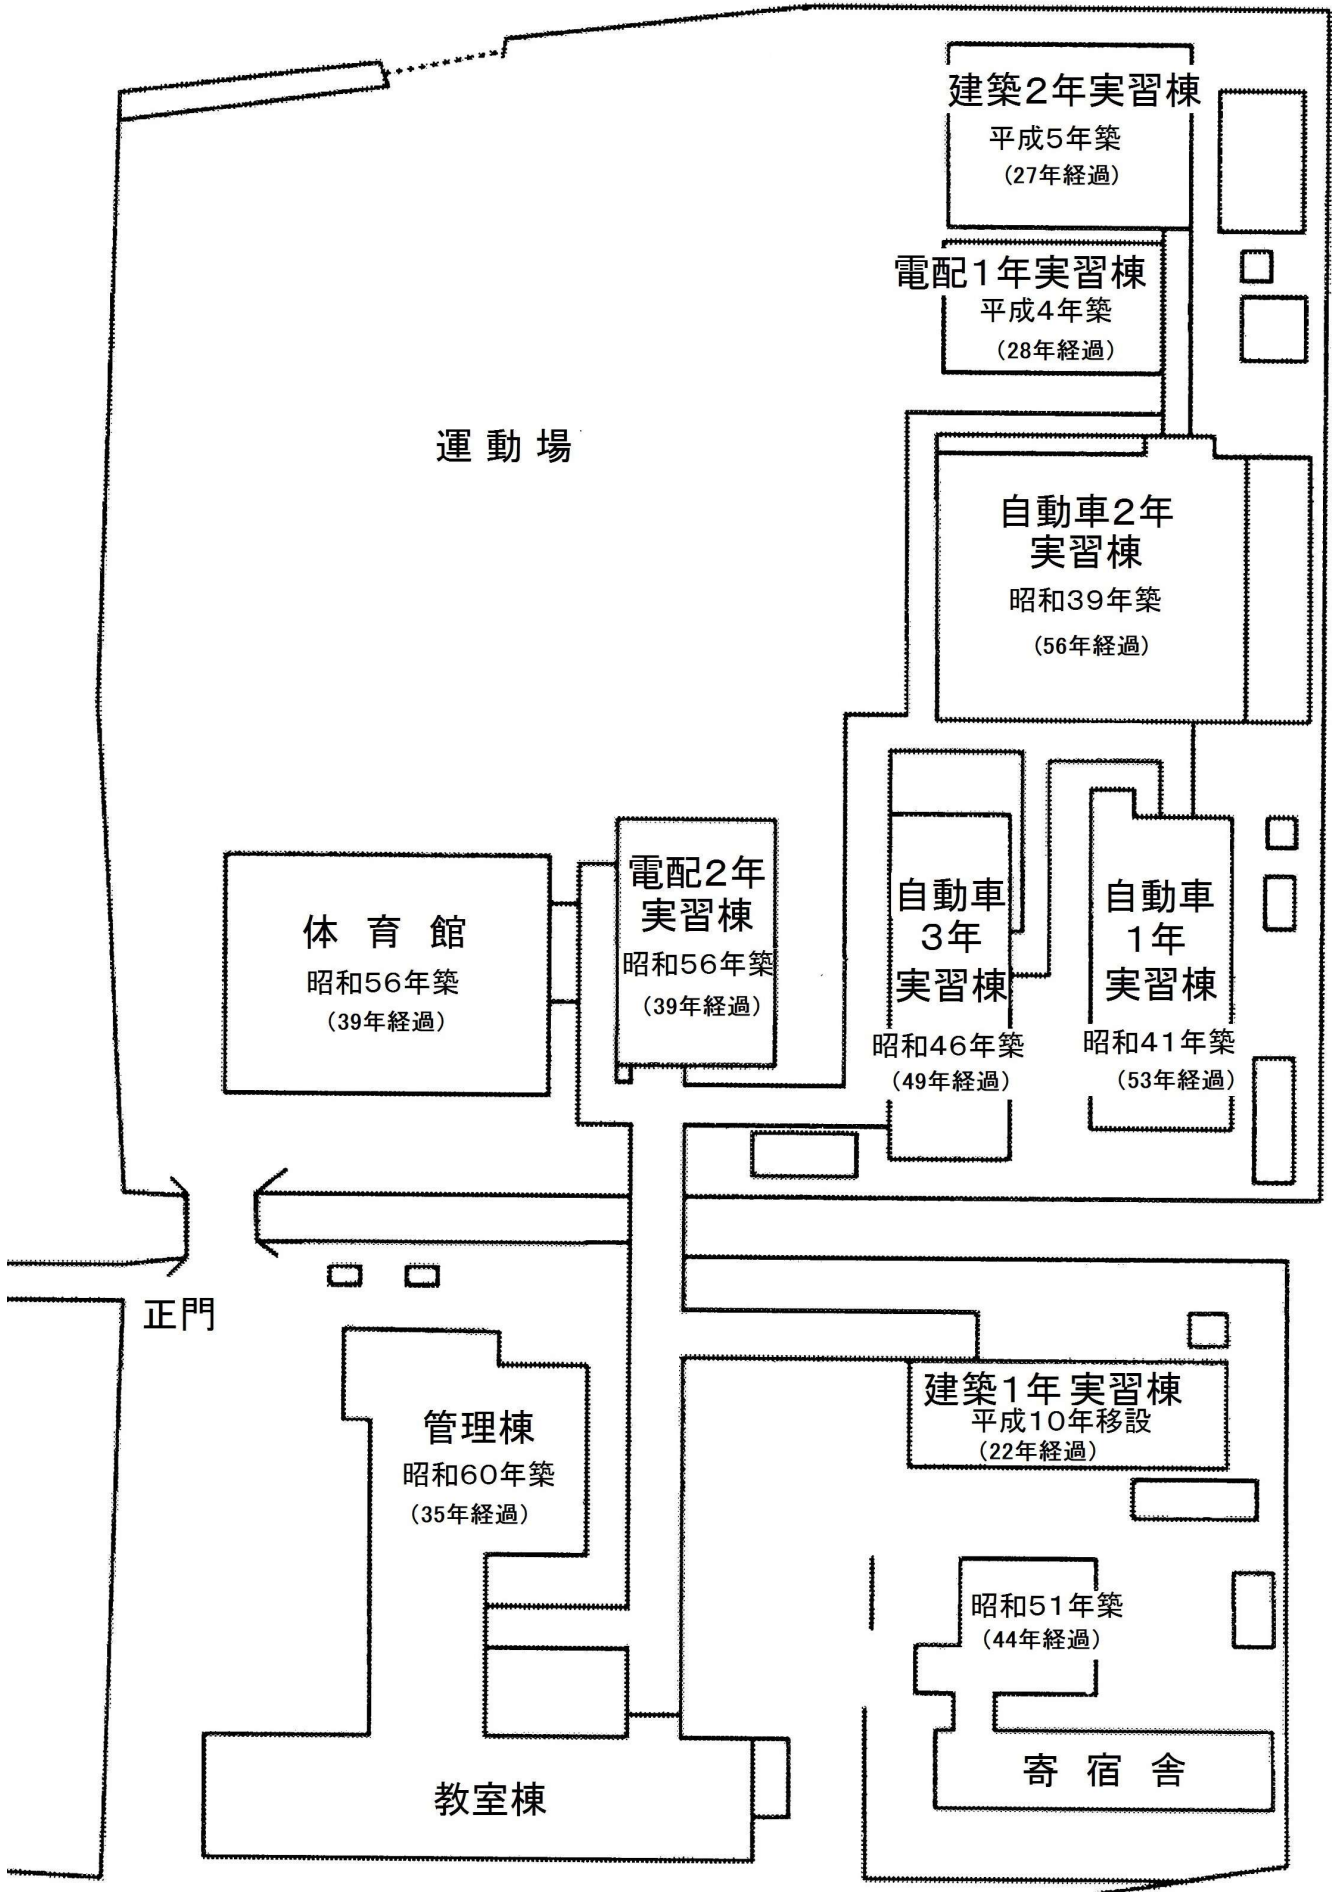 建築2年実習棟
平成5年築
(27年経過)
電配1年実習棟
平成4年築
(28年経過)
運動場
自動車2年
実習棟
昭和39年築
(56年経過)
体育館
昭和56年築
(39年経過)
電配2年
実習棟
昭和56年築
(39年経過)
自動車
3年
実習棟
昭和46年築
(49年経過)
自動車
1年
実習棟
昭和41年築
(53年経過)
正門
管理棟
昭和60年築
(35年経過)
建築1年実習棟
平成10年移設
(22年経過)
昭和51年築
(44年経過)
寄宿舎
教室棟